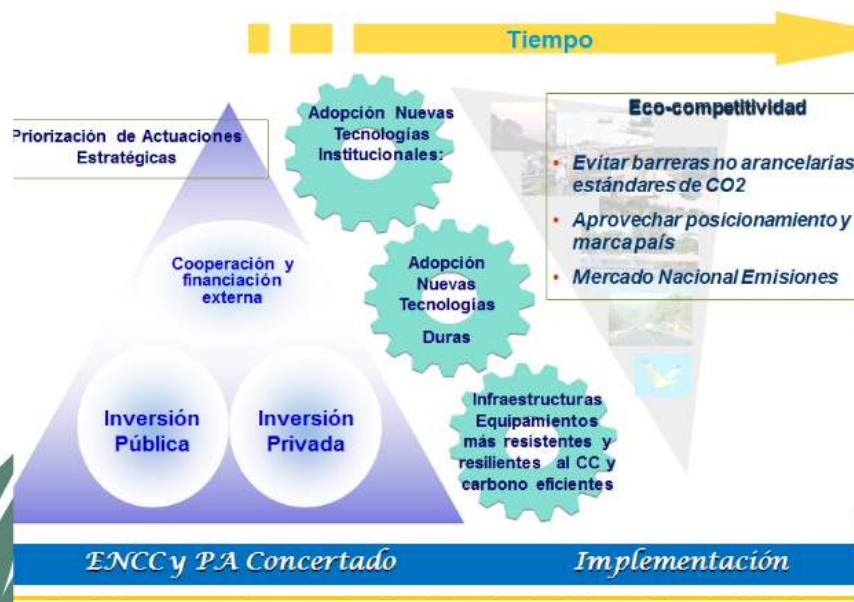 Tiempo
Priorización de Actuaciones
Estratégicas
Adopción Nuevas
Tecnologías
Institucionales:
Eco-competitividad
• Evitar barreras no arancelarias
estándares de CO2
• Aprovechar posicionamiento y
marca país
• Mercado Nacional Emisiones
Cooperación y
financiación
externa
Adopción
Nuevas
Tecnologías
Duras
Inversión
Pública
Inversión
Privada
Infraestructuras
Equipamientos
más resistentes y
resilientes al CC y
carbono eficientes
ENCC y PA Concertado
Implementación